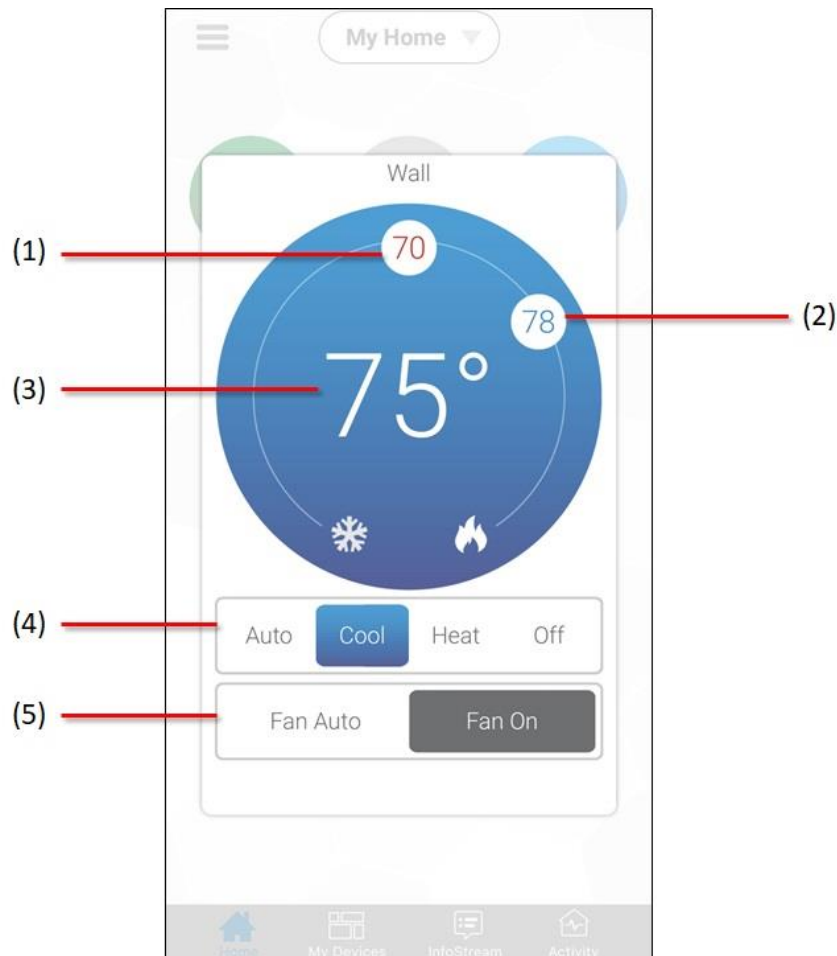 My Home
Wall
(1)
70
(2)
78
(3)
75°
(4)
Auto Cool Heat Off
(5)
Fan Auto Fan On
Home My Devices InfoStream Activity